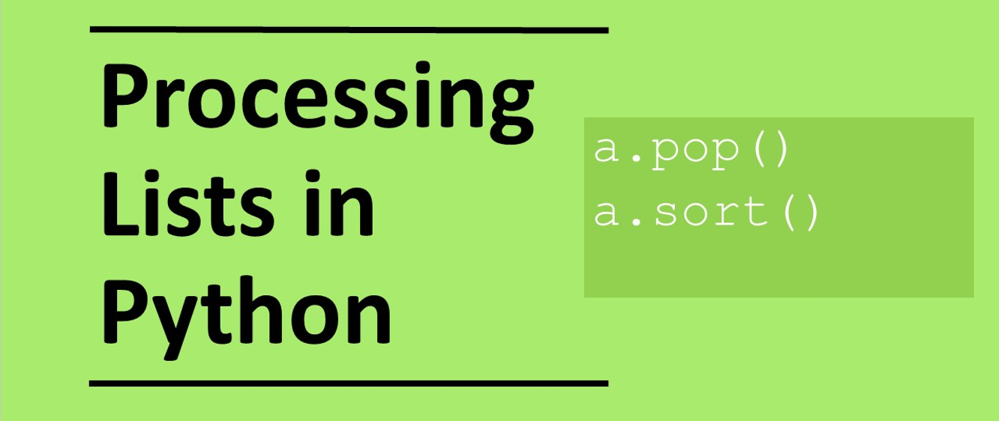 Processing
Lists in
Python
a.pop()
a.sort()